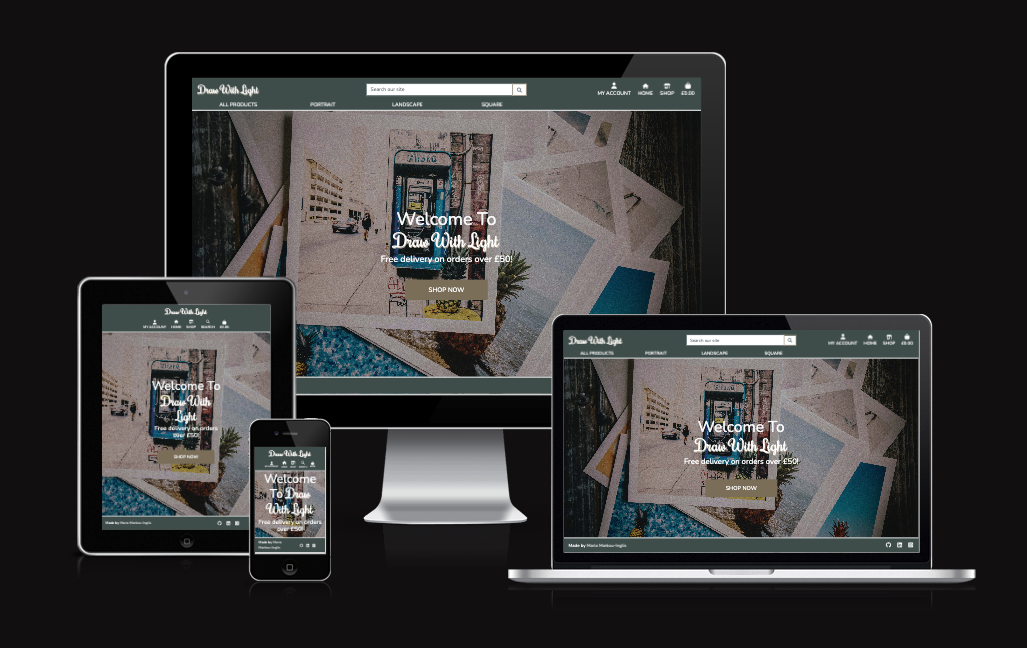 Draw With Light
Search our site
MY ACCOUNT HOME SHOP £0.00
ALL PRODUCTS PORTRAIT LANDSCAPE SQUARE
PHONE
Welcome To
Draw With Light
Free delivery on orders over £50!
SHOP NOW
Draw With Light
MY ACCOUNT HOME SHOP SEARCH £0.00
Welcome To
Draw With
Light
Free delivery on orders
over £50!
SHOP NOW
Made by Maria Markou-Inglis
Draw With Light
Welcome
To Draw
With Light
Free delivery on orders
over £50!
Made by Maria
Markou-Inglis
Draw With Light
Search our site
MY ACCOUNT HOME SHOP £0.00
ALL PRODUCTS PORTRAIT LANDSCAPE SQUARE
Welcome To
Draw With Light
Free delivery on orders over £50!
SHOP NOW
Made by Maria Markou-Inglis